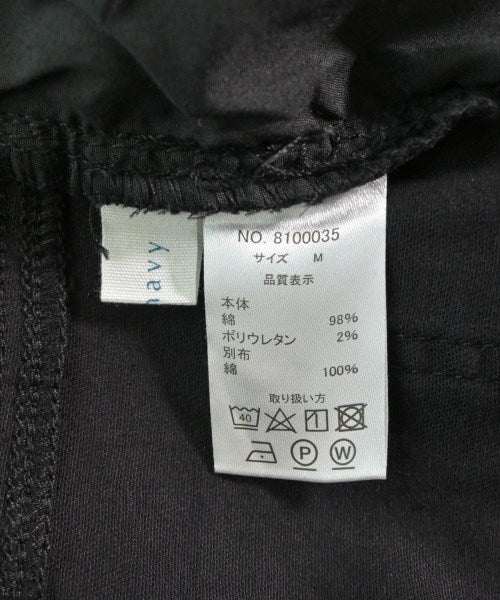 navy
NO. 8100035
サイズ M
品質表示
本体
綿 98%
ポリウレタン 2%
別布
綿 100%
取り扱い方
40
P W